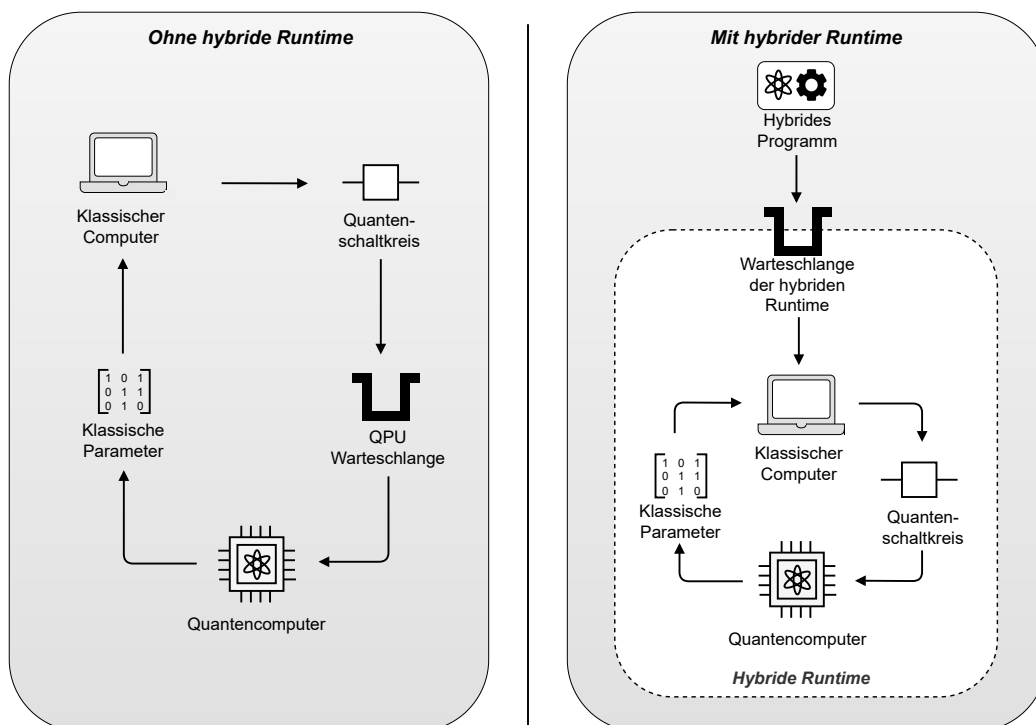 Ohne hybride Runtime
Klassischer
Computer
Quanten-
schaltkreis
1 0 1
0 1 1
0 1 0
Klassische
Parameter
QPU
Warteschlange
Quantencomputer
Mit hybrider Runtime
Hybrides
Programm
Warteschlange
der hybriden
Runtime
Klassischer
Computer
1 0 1
0 1 1
0 1 0
Klassische
Parameter
Quanten-
schaltkreis
Quantencomputer
Hybride Runtime